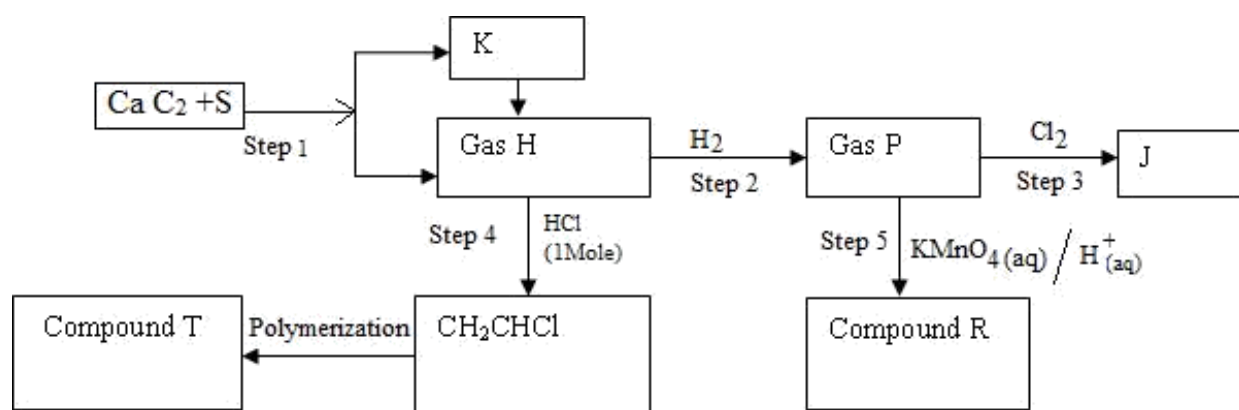 K
Ca C₂ +S
Step 1
Gas H
H₂
Step 2
Gas P
Cl₂
Step 3
J
Step 4
HCl
(1Mole)
Step 5
KMnO₄ (aq) / H⁺(aq)
Compound T
Polymerization
CH₂CHCl
Compound R